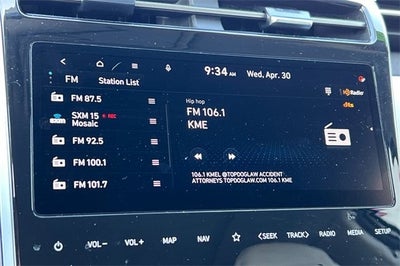 9:34 AM Wed, Apr. 30
FM Station List
HD Radio
dts
FM 87.5
SXM 15 REC
Mosaic
FM 92.5
FM 100.1
FM 101.7
Hip hop
FM 106.1
KME
106.1 KMEL @TOPDOGLAW ACCIDENT
ATTORNEYS TOPDOGLAW.COM 106.1 KME
VOL- VOL+ MAP NAV <SEEK TRACK> RADIO MEDIA SETUP